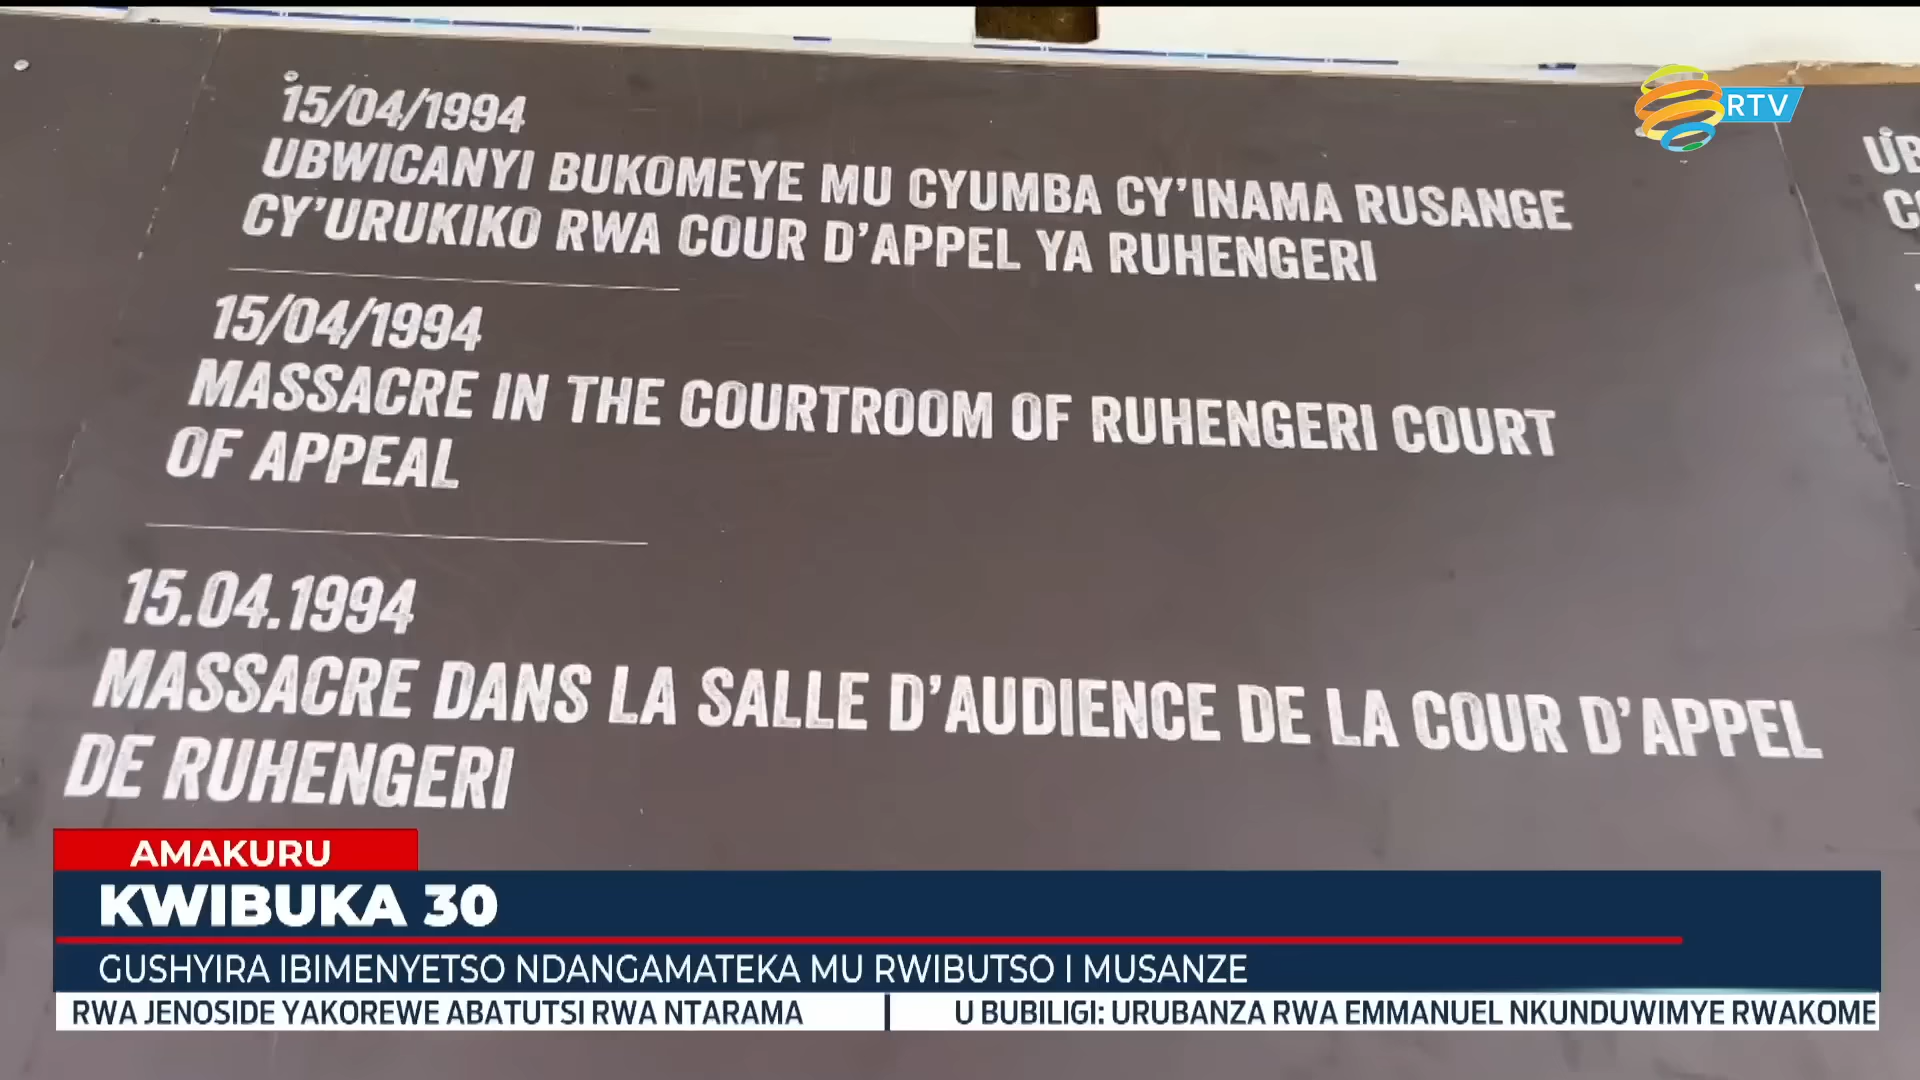 15/04/1994
UBWICANYI BUKOMEYE MU CYUMBA CY'INAMA RUSANGE
CY'URUKIKO RWA COUR D'APPEL YA RUHENGERI
15/04/1994
MASSACRE IN THE COURTROOM OF RUHENGERI COURT
OF APPEAL
15.04.1994
MASSACRE DANS LA SALLE D'AUDIENCE DE LA COUR D'APPEL
DE RUHENGERI
RTV
AMAKURU
KWIBUKA 30
GUSHYIRA IBIMENYETSO NDANGAMATEKA MU RWIBUTSO I MUSANZE
RWA JENOSIDE YAKOREWE ABATUTSI RWA NTARAMA
U BUBILIGI: URUBANZA RWA EMMANUEL NKUNDUWIMYE RWAKOME